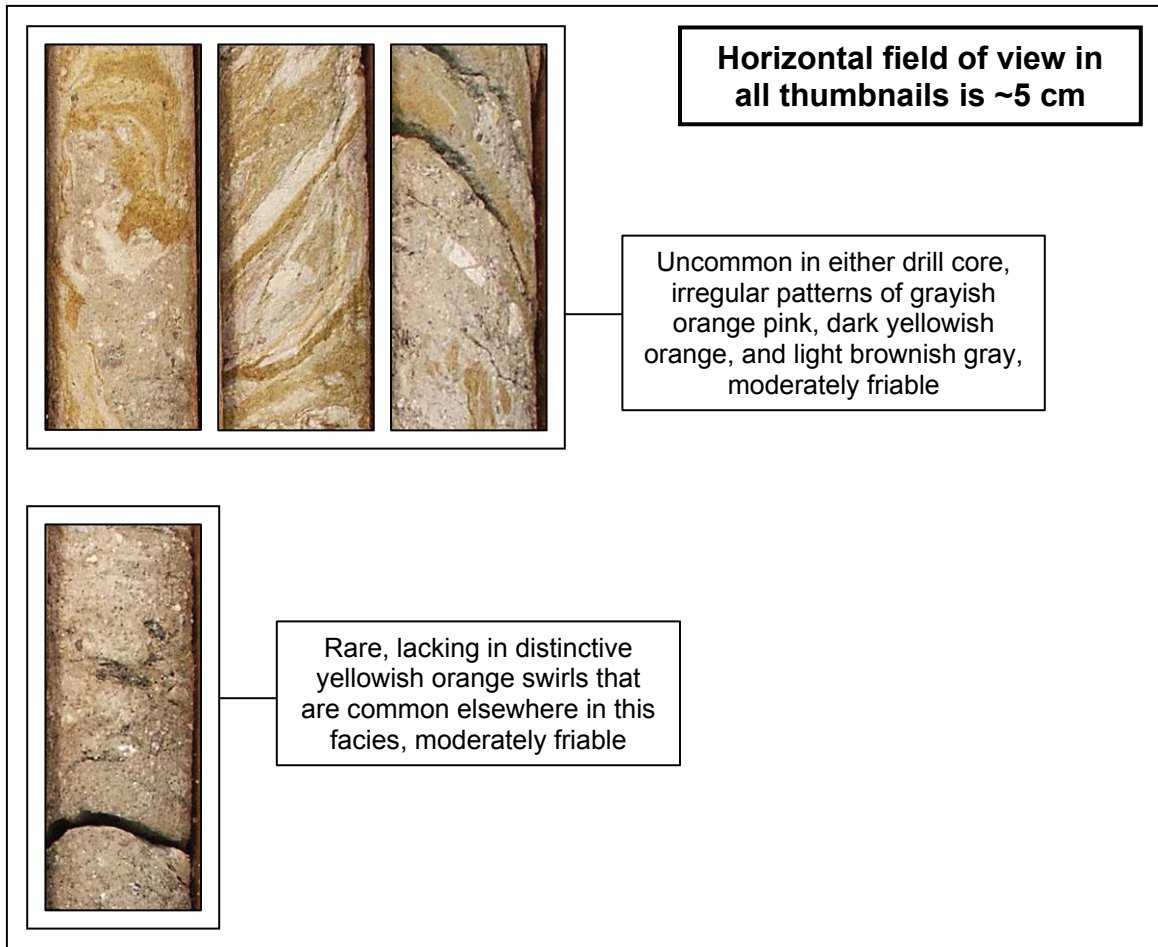 Horizontal field of view in
all thumbnails is ~5 cm
Uncommon in either drill core,
irregular patterns of grayish
orange pink, dark yellowish
orange, and light brownish gray,
moderately friable
Rare, lacking in distinctive
yellowish orange swirls that
are common elsewhere in this
facies, moderately friable